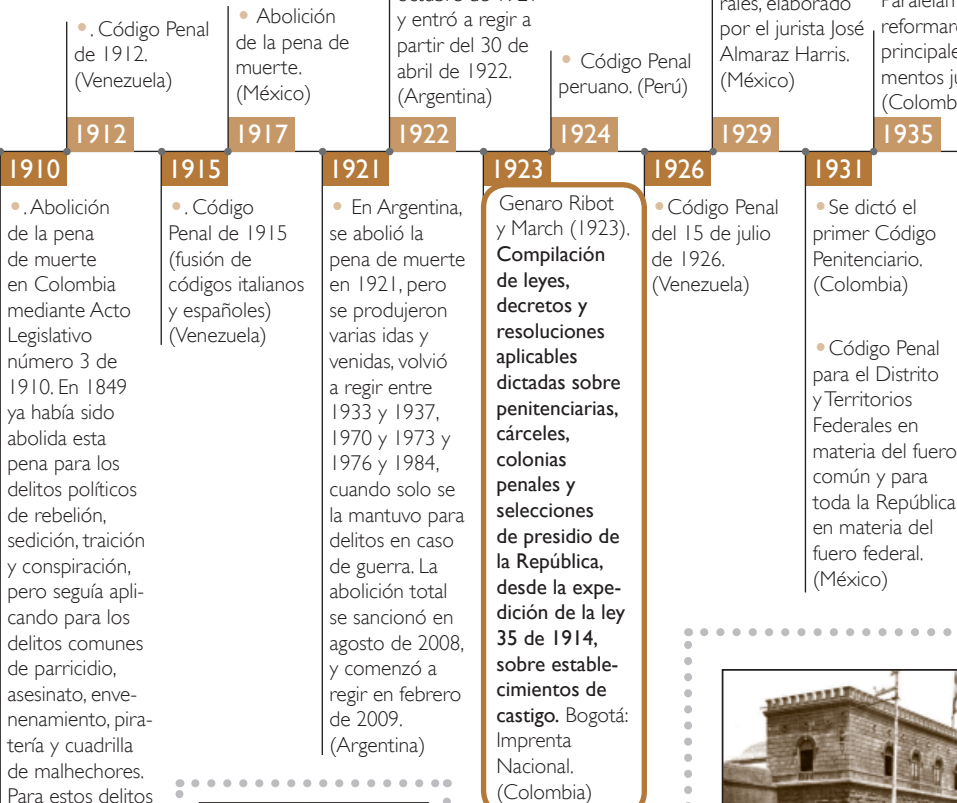 octubre de 1921
y entró a regir a
partir del 30 de
abril de 1922.
(Argentina)
rales, elaborado
por el jurista José
Almaraz Harris.
(México)
reformaro
principale
mentos ju
(Colomb
• . Código Penal
de 1912.
(Venezuela)
• Abolición
de la pena de
muerte.
(México)
• Código Penal
peruano. (Perú)
1912
1917
1922
1924
1929
1935
1910
1915
1921
1923
1926
1931
• . Abolición
de la pena
de muerte
en Colombia
mediante Acto
Legislativo
número 3 de
1910. En 1849
ya había sido
abolida esta
pena para los
delitos políticos
de rebelión,
sedición, traición
y conspiración,
pero seguía apli-
cando para los
delitos comunes
de parricidio,
asesinato, enve-
nenamiento, pira-
tería y cuadrilla
de malhechores.
Para estos delitos
• . Código
Penal de 1915
(fusión de
códigos italianos
y españoles)
(Venezuela)
• En Argentina,
se abolió la
pena de muerte
en 1921, pero
se produjeron
varias idas y
venidas, volvió
a regir entre
1933 y 1937,
1970 y 1973 y
1976 y 1984,
cuando solo se
la mantuvo para
delitos en caso
de guerra. La
abolición total
se sancionó en
agosto de 2008,
y comenzó a
regir en febrero
de 2009.
(Argentina)
Genaro Ribot
y March (1923).
Compilación
de leyes,
decretos y
resoluciones
aplicables
dictadas sobre
penitenciarias,
cárceles,
colonias
penales y
selecciones
de presidio de
la República,
desde la expe-
dición de la ley
35 de 1914,
sobre estable-
cimientos de
castigo. Bogotá:
Imprenta
Nacional.
(Colombia)
• Código Penal
del 15 de julio
de 1926.
(Venezuela)
• Se dictó el
primer Código
Penitenciario.
(Colombia)
• Código Penal
para el Distrito
y Territorios
Federales en
materia del fuero
común y para
toda la República
en materia del
fuero federal.
(México)